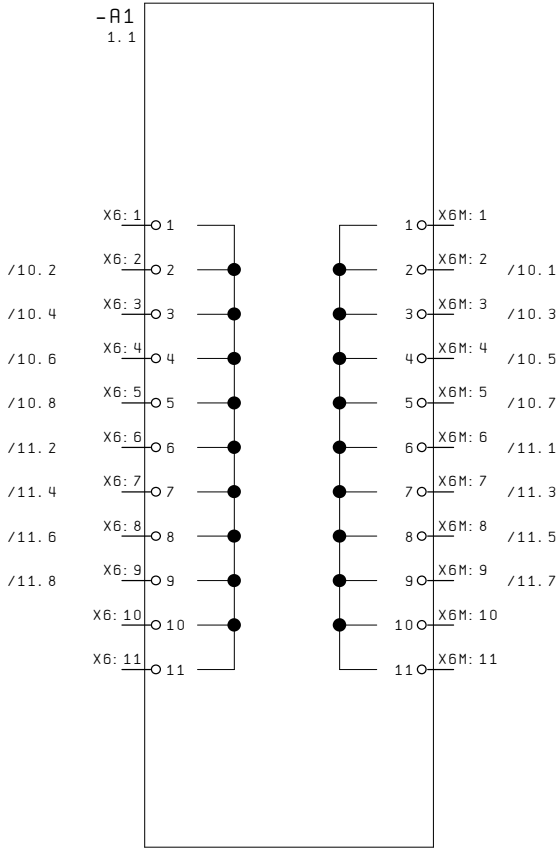 -A1
1.1
X6:1 1 1 X6M:1
/10.2 X6:2 2 2 X6M:2 /10.1
/10.4 X6:3 3 3 X6M:3 /10.3
/10.6 X6:4 4 4 X6M:4 /10.5
/10.8 X6:5 5 5 X6M:5 /10.7
/11.2 X6:6 6 6 X6M:6 /11.1
/11.4 X6:7 7 7 X6M:7 /11.3
/11.6 X6:8 8 8 X6M:8 /11.5
/11.8 X6:9 9 9 X6M:9 /11.7
X6:10 10 10 X6M:10
X6:11 11 11 X6M:11